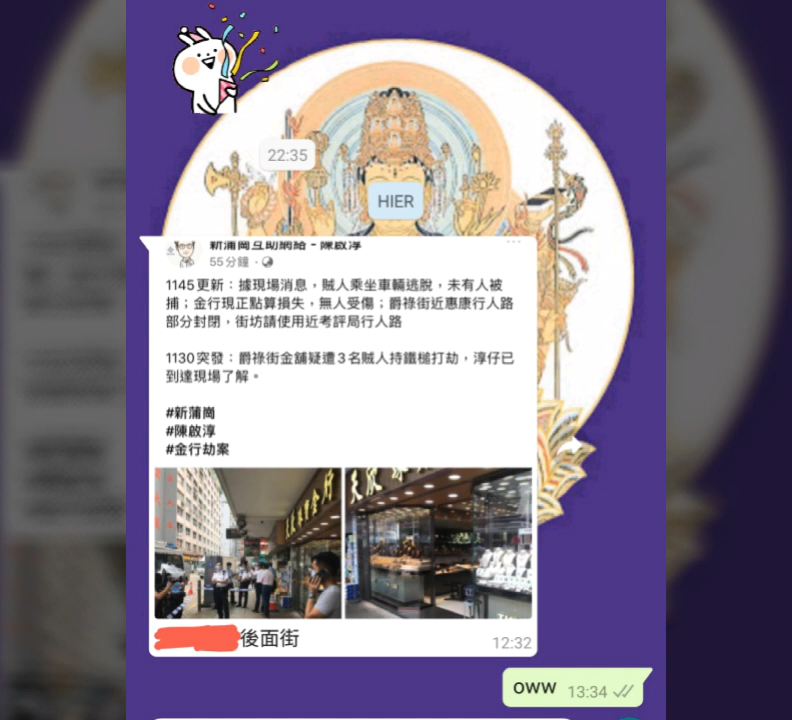 22:35
HIER
新蒲崗互助網絡 - 陳啟淳
55分鐘 ·
1145更新：據現場消息，賊人乘坐車輛逃脫，未有人被
捕；金行現正點算損失，無人受傷；爵祿街近惠康行人路
部分封閉，街坊請使用近考評局行人路
1130突發：爵祿街金舖疑遭3名賊人持鐵槌打劫，淳仔已
到達現場了解。
#新蒲崗
#陳啟淳
#金行劫案
後面街
12:32
OWW
13:34